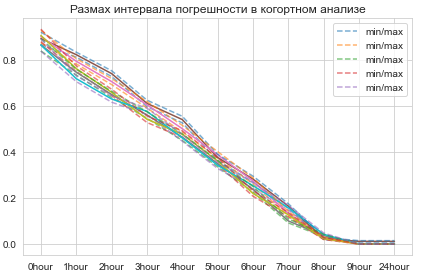 Размах интервала погрешности в когортном анализе
min/max
min/max
min/max
min/max
min/max
0.8
0.6
0.4
0.2
0.0
0hour 1hour 2hour 3hour 4hour 5hour 6hour 7hour 8hour 9hour 24hour